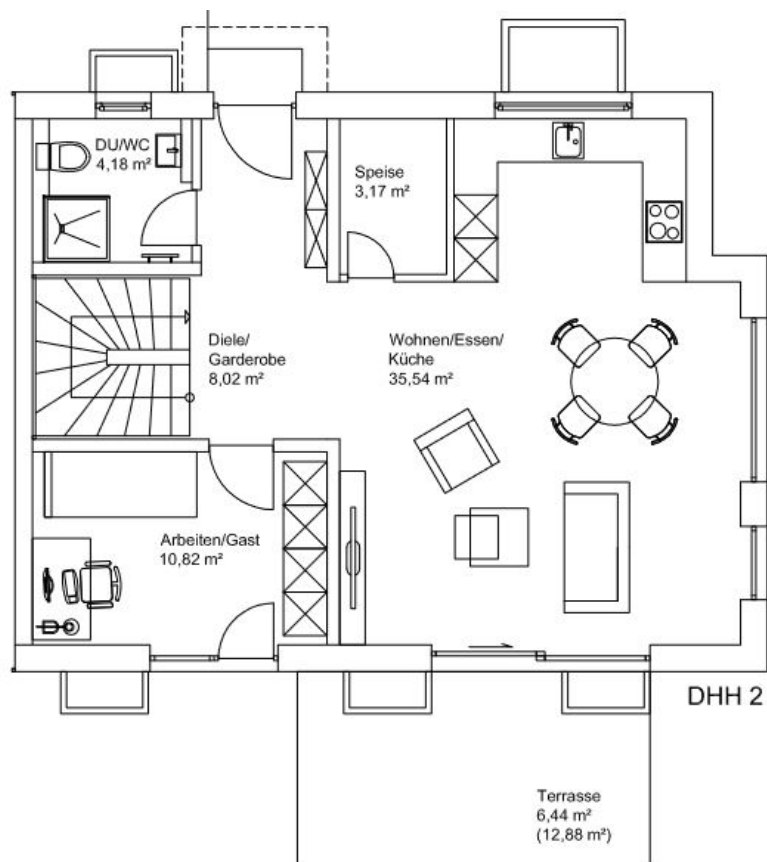 DU/WC
4,18 m²
Speise
3,17 m²
Diele/
Garderobe
8,02 m²
Wohnen/Essen/
Küche
35,54 m²
Arbeiten/Gast
10,82 m²
DHH 2
Terrasse
6,44 m²
(12,88 m²)